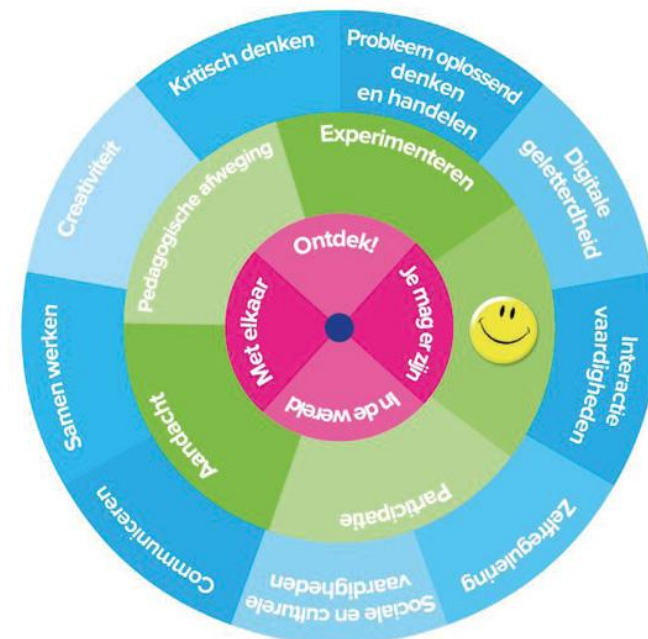 Kritisch denken
Probleem oplossend
denken
en handelen
Digitale
geletterdheid
Interactie
vaardigheden
Zelfregulering
Sociale en culturele
vaardigheden
Communiceren
Samen werken
Creativiteit
Experimenteren
Participatie
Aandacht
Pedagogische afweging
Ontdek!
Je mag er zijn
In de wereld
Met elkaar